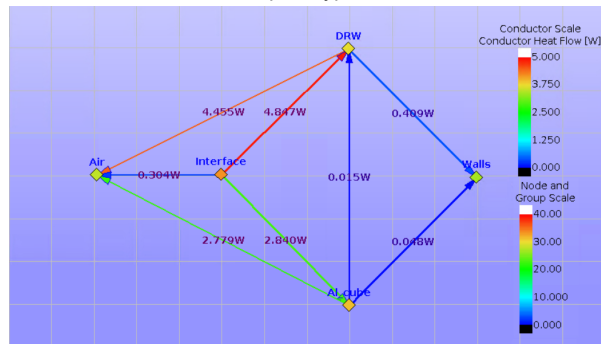 DRW
Conductor Scale
Conductor Heat Flow [W]
5.000
3.750
2.500
1.250
0.000
4.455W
4.847W
0.409W
Air
Interface
Walls
0.304W
0.015W
Node and
Group Scale
40.00
30.00
20.00
10.000
0.000
2.779W
2.840W
0.048W
Al_cube